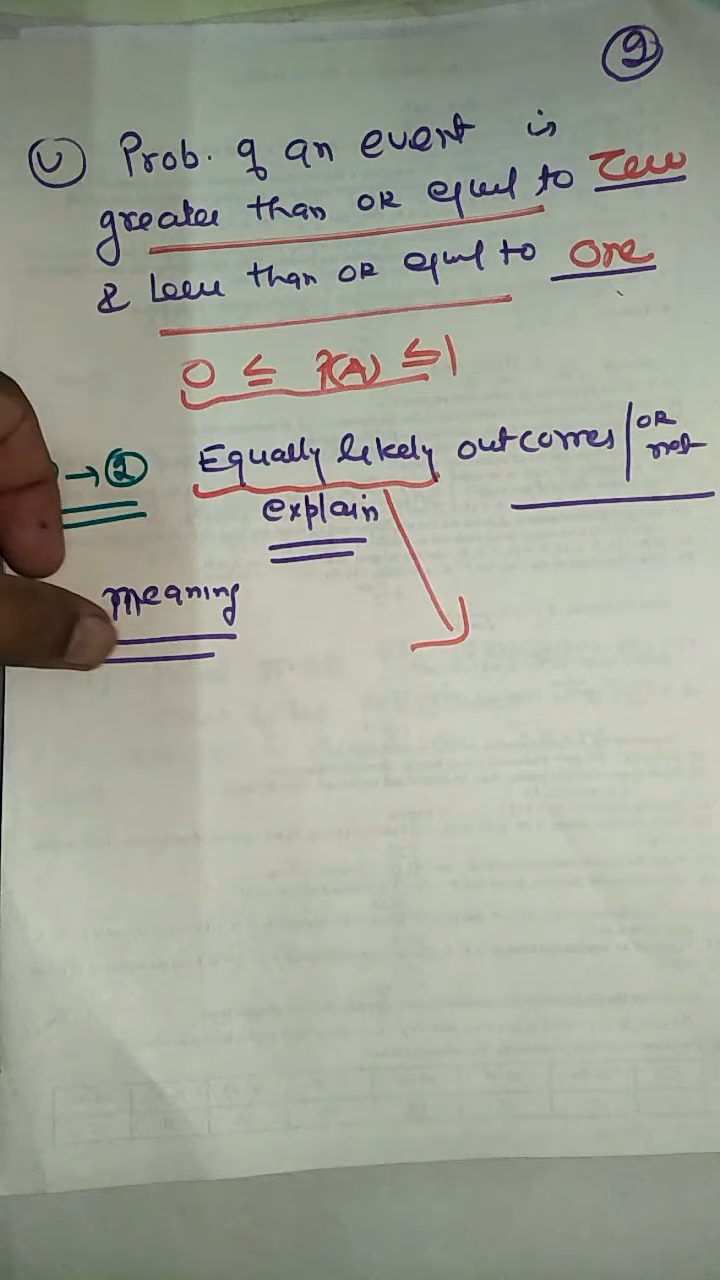 ②
(v) Prob. of an event is
greater than OR equal to Zero
& less than OR equal to One
0 ≤ P(A) ≤ 1
→ ② Equally likely outcomes / OR not
explain
meaning